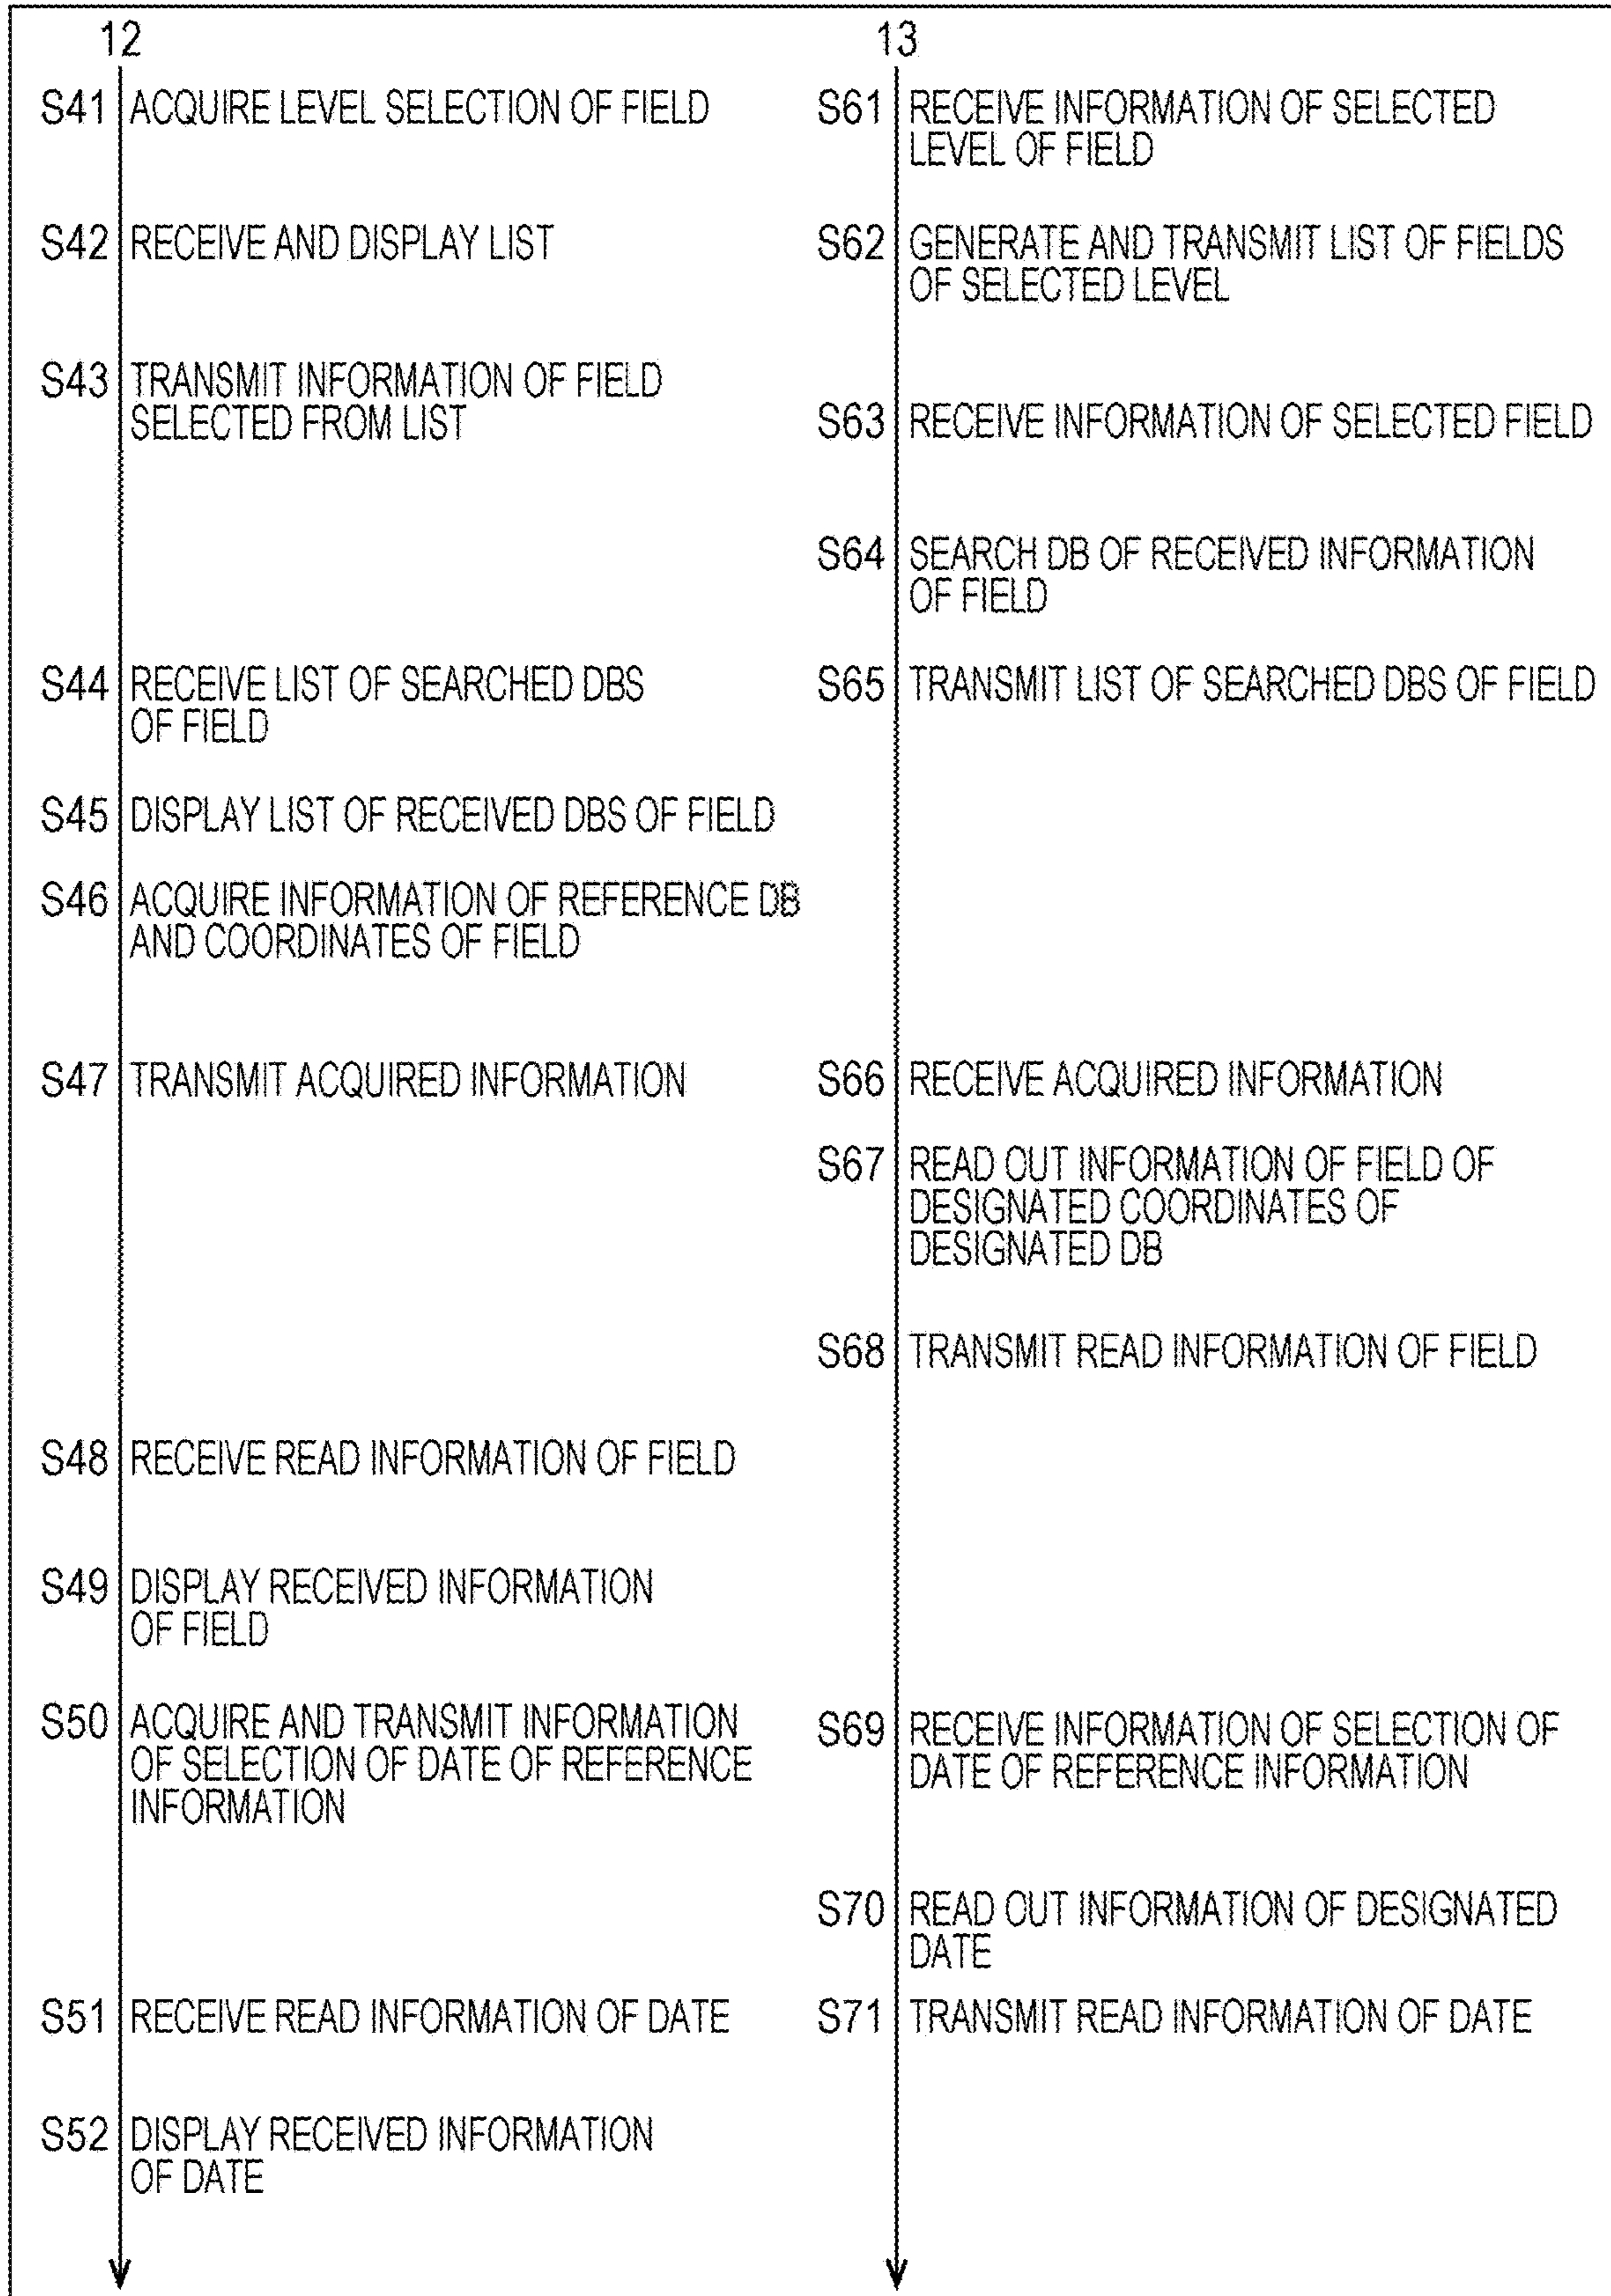 12
S41 ACQUIRE LEVEL SELECTION OF FIELD
S42 RECEIVE AND DISPLAY LIST
S43 TRANSMIT INFORMATION OF FIELD
SELECTED FROM LIST
S44 RECEIVE LIST OF SEARCHED DBS
OF FIELD
S45 DISPLAY LIST OF RECEIVED DBS OF FIELD
S46 ACQUIRE INFORMATION OF REFERENCE DB
AND COORDINATES OF FIELD
S47 TRANSMIT ACQUIRED INFORMATION
S48 RECEIVE READ INFORMATION OF FIELD
S49 DISPLAY RECEIVED INFORMATION
OF FIELD
S50 ACQUIRE AND TRANSMIT INFORMATION
OF SELECTION OF DATE OF REFERENCE
INFORMATION
S51 RECEIVE READ INFORMATION OF DATE
S52 DISPLAY RECEIVED INFORMATION
OF DATE
13
S61 RECEIVE INFORMATION OF SELECTED
LEVEL OF FIELD
S62 GENERATE AND TRANSMIT LIST OF FIELDS
OF SELECTED LEVEL
S63 RECEIVE INFORMATION OF SELECTED FIELD
S64 SEARCH DB OF RECEIVED INFORMATION
OF FIELD
S65 TRANSMIT LIST OF SEARCHED DBS OF FIELD
S66 RECEIVE ACQUIRED INFORMATION
S67 READ OUT INFORMATION OF FIELD OF
DESIGNATED COORDINATES OF
DESIGNATED DB
S68 TRANSMIT READ INFORMATION OF FIELD
S69 RECEIVE INFORMATION OF SELECTION OF
DATE OF REFERENCE INFORMATION
S70 READ OUT INFORMATION OF DESIGNATED
DATE
S71 TRANSMIT READ INFORMATION OF DATE